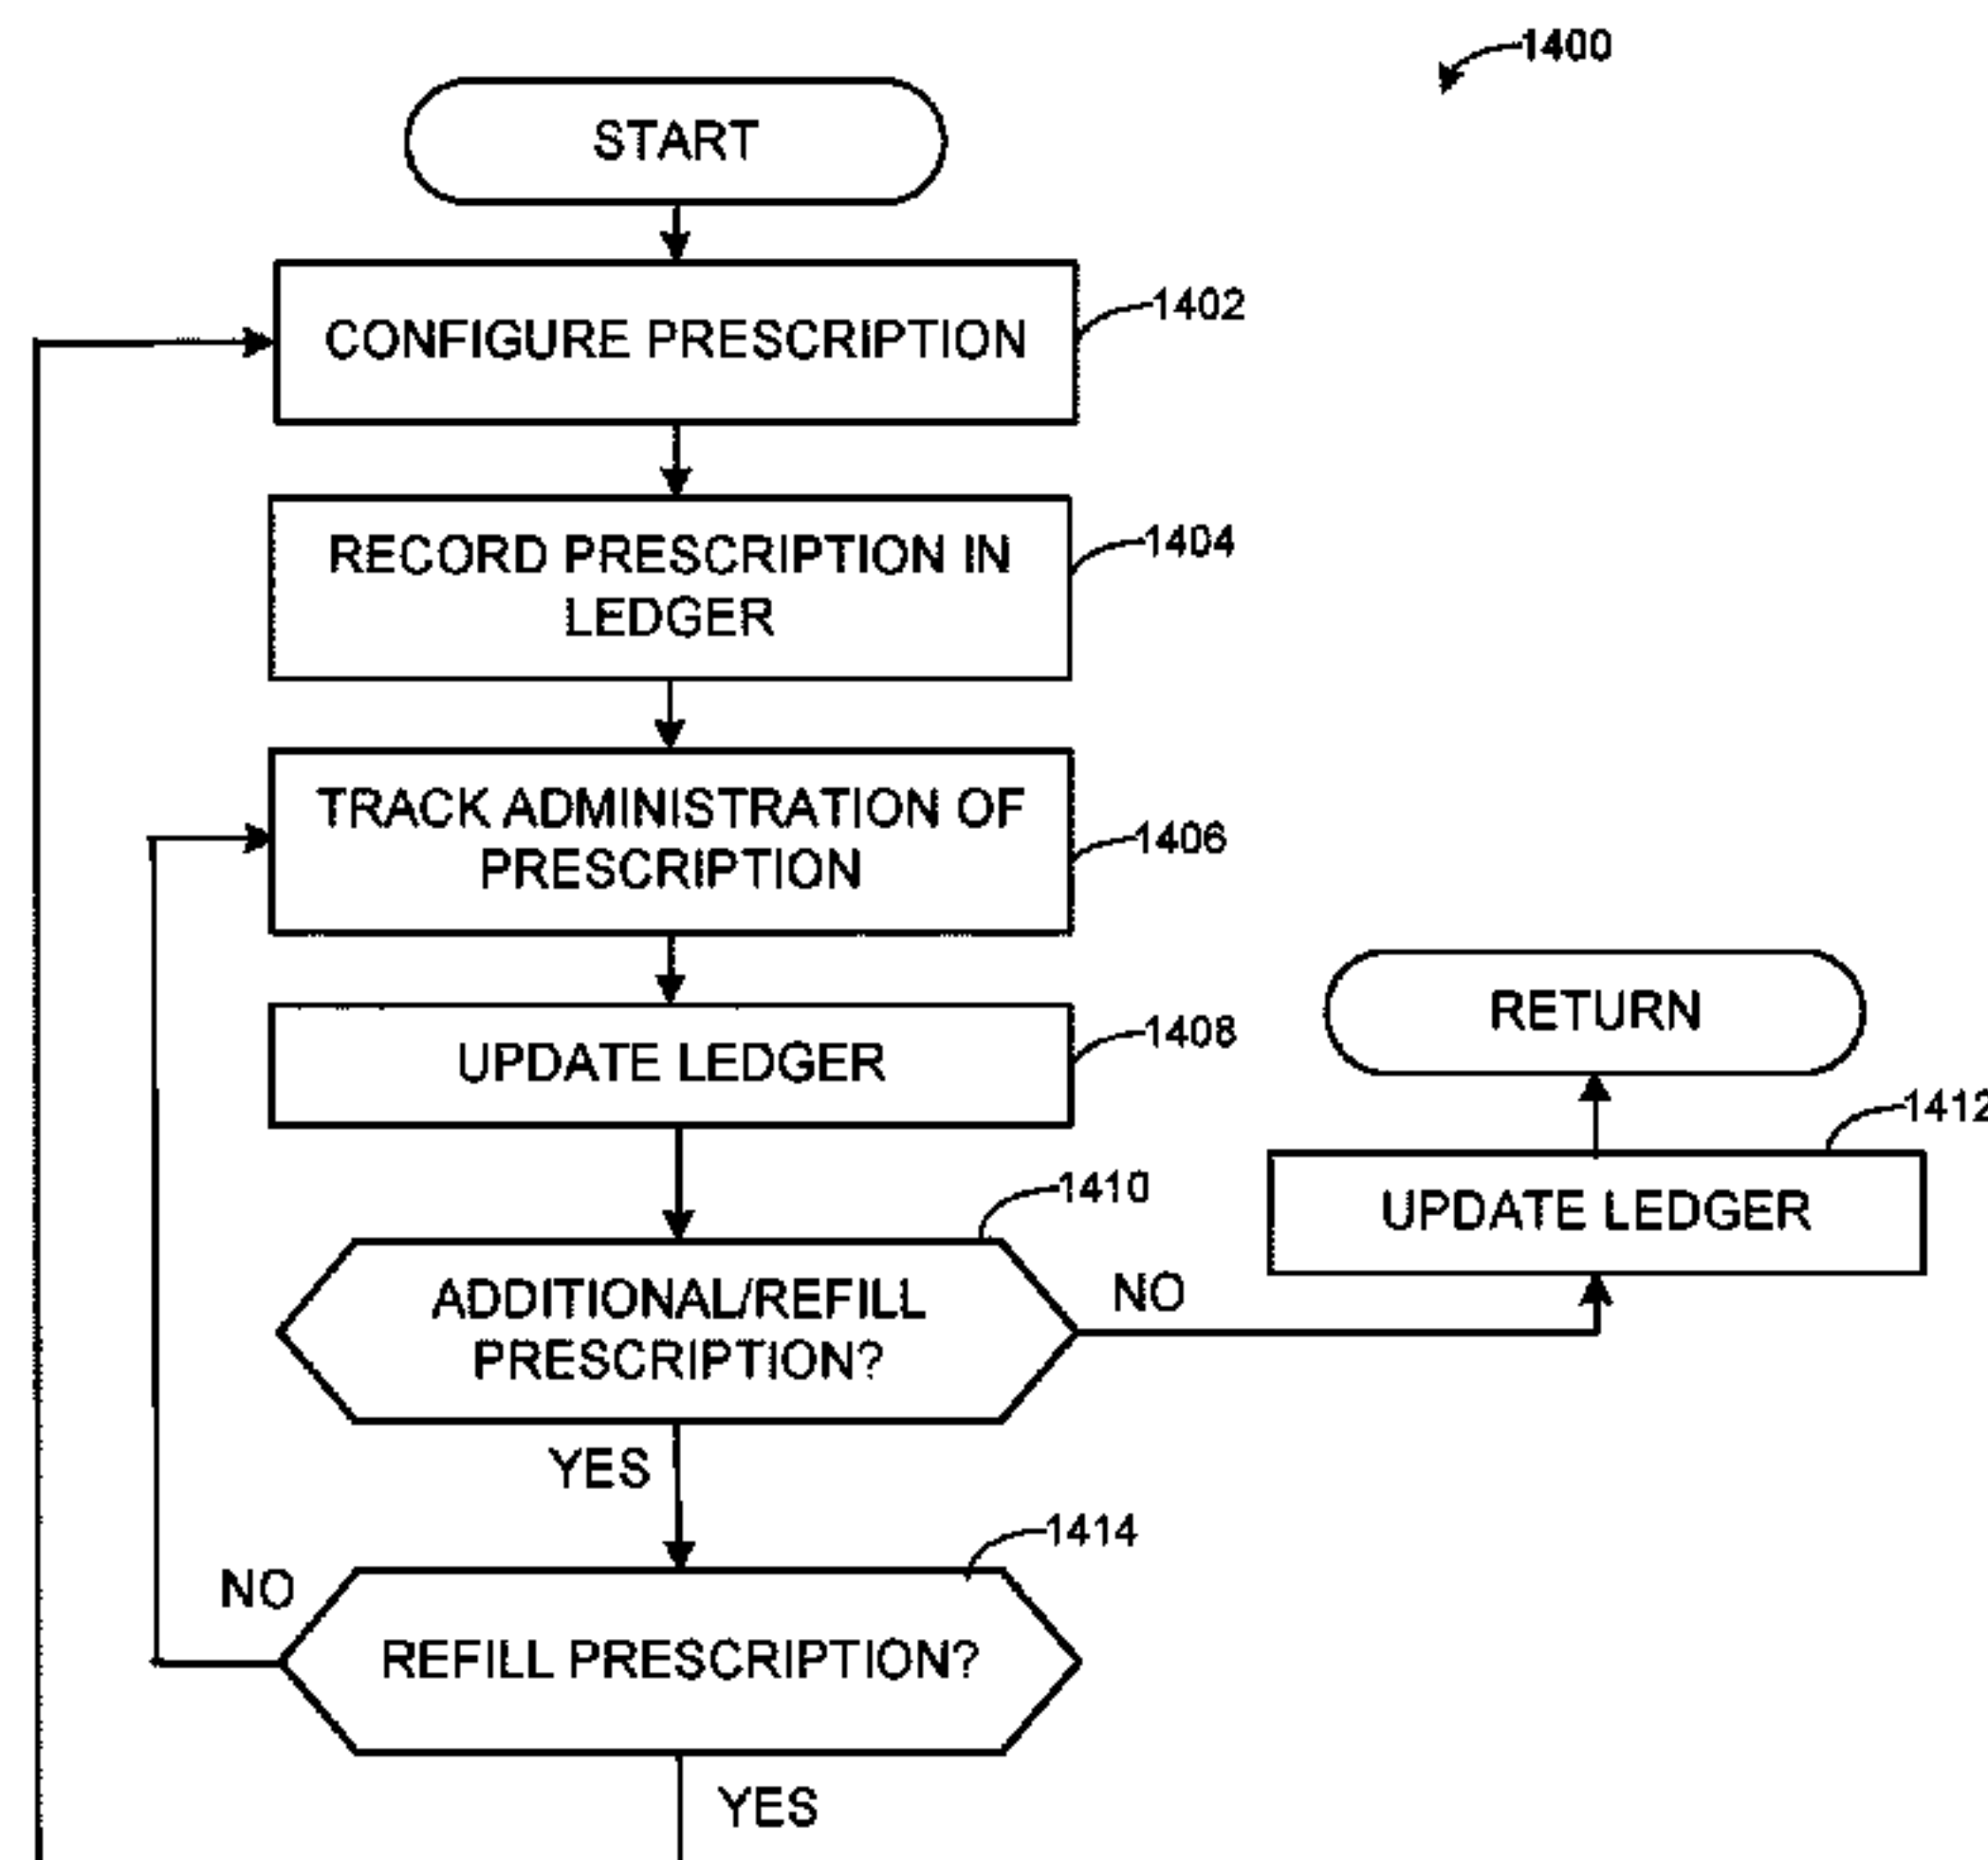 1400
START
CONFIGURE PRESCRIPTION
1402
RECORD PRESCRIPTION IN
LEDGER
1404
TRACK ADMINISTRATION OF
PRESCRIPTION
1406
UPDATE LEDGER
1408
RETURN
1412
UPDATE LEDGER
1410
ADDITIONAL/REFILL
PRESCRIPTION?
NO
YES
1414
NO
REFILL PRESCRIPTION?
YES